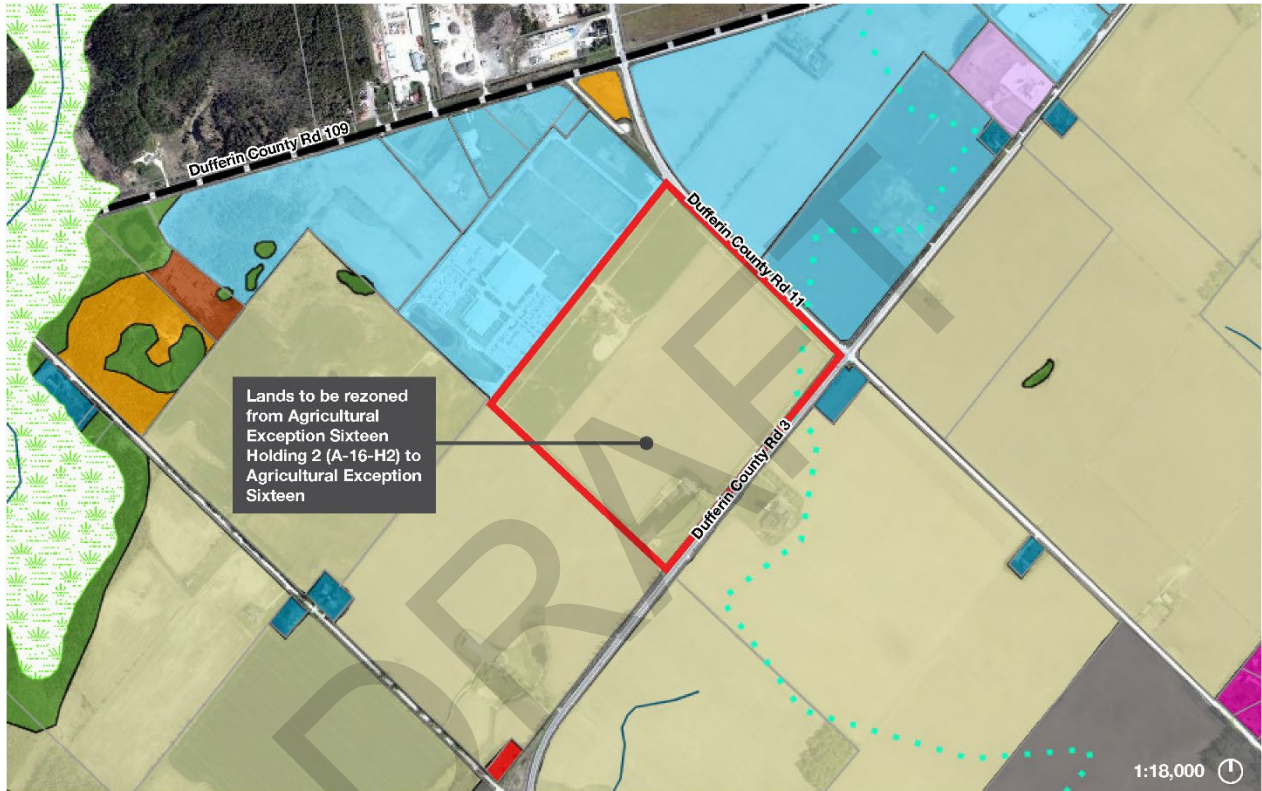 Dufferin County Rd 109
Dufferin County Rd 11
Lands to be rezoned
from Agricultural
Exception Sixteen
Holding 2 (A-16-H2) to
Agricultural Exception
Sixteen
Dufferin County Rd 3
DRAFT
1:18,000